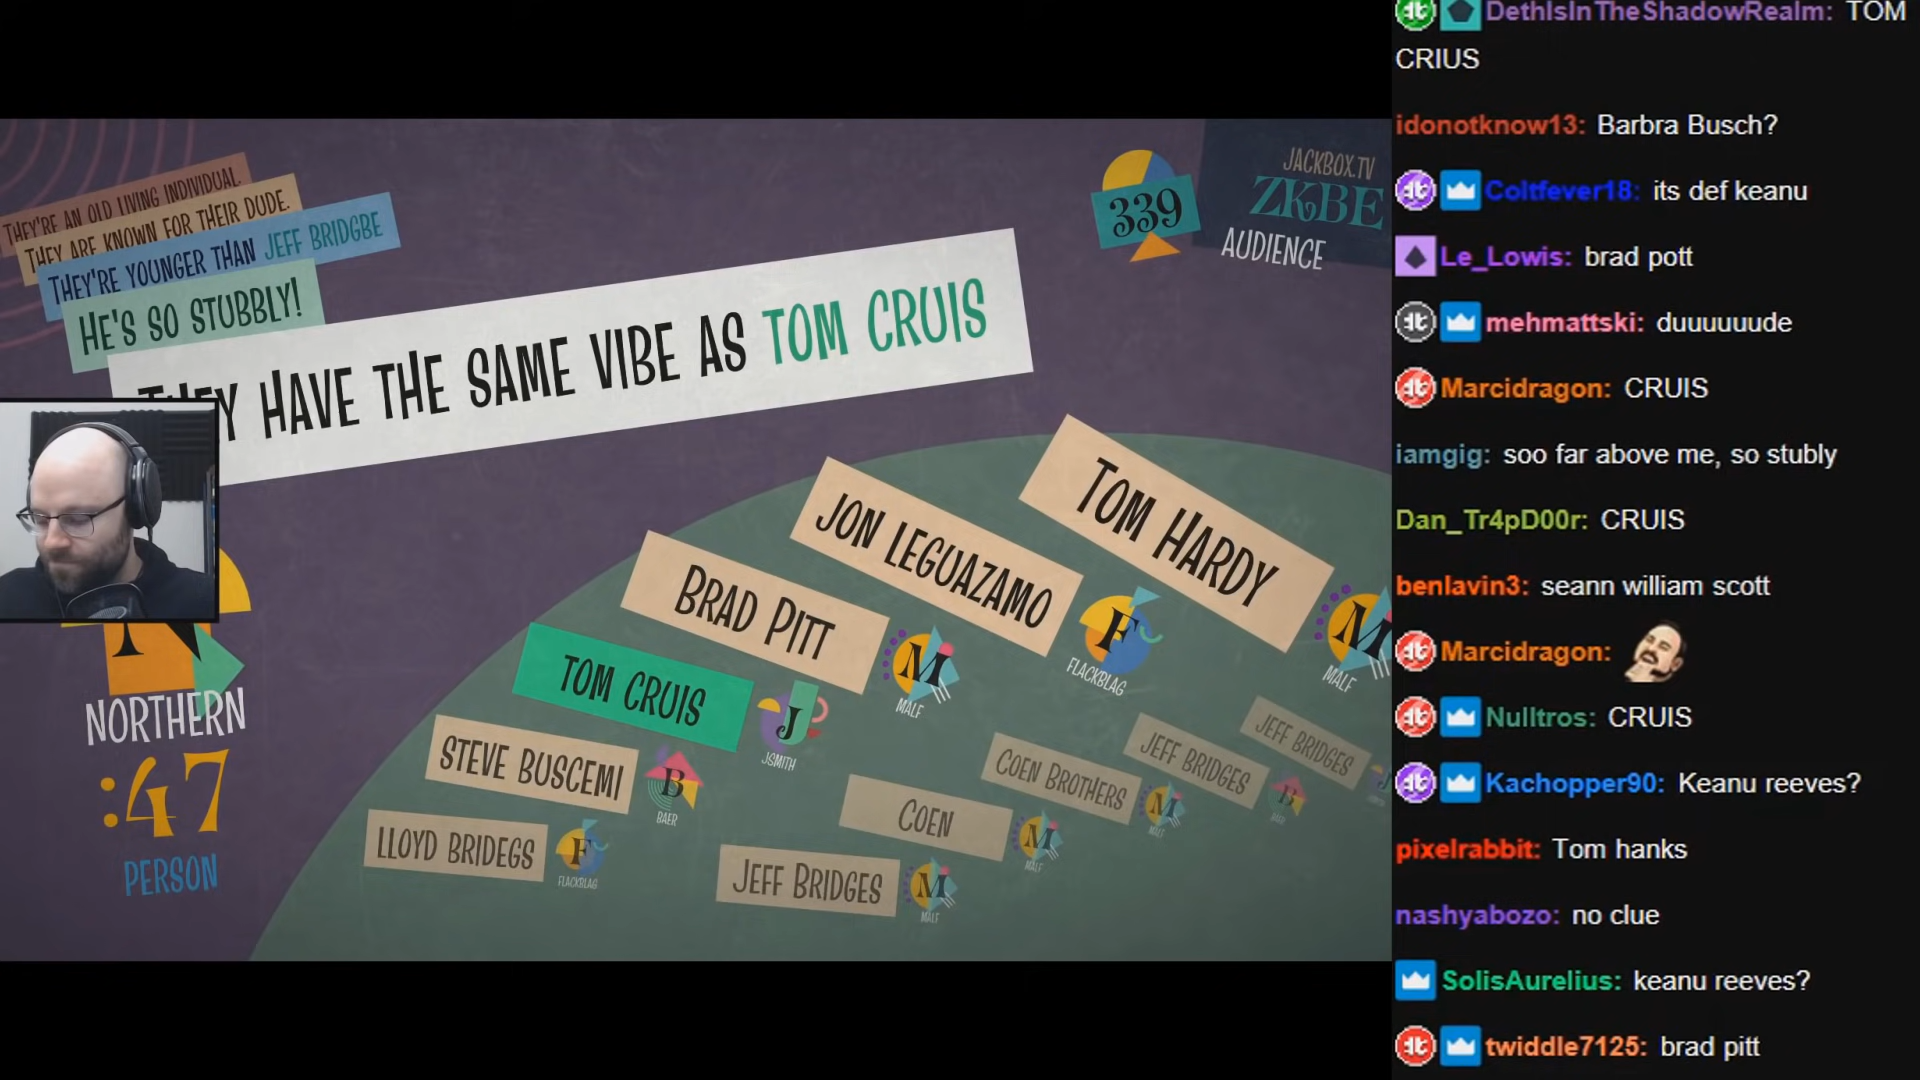 THEY'RE AN OLD LIVING INDIVIDUAL.
THEY ARE KNOWN FOR THEIR DUDE.
THEY'RE YOUNGER THAN JEFF BRIDGBE
HE'S SO STUBBLY!
THEY HAVE THE SAME VIBE AS TOM CRUIS
339
JACKBOX.TV
ZKBE
AUDIENCE
TOM HARDY
MALF
JON LEGUAZAMO
F
FLACKBLAG
BRAD PITT
M
MALF
TOM CRUIS
J
JSMITH
STEVE BUSCEMI
B
BAER
LLOYD BRIDEGS
F
FLACKBLAG
JEFF BRIDGES
M
MALF
COEN
M
MALF
COEN BROTHERS
M
MALF
JEFF BRIDGES
B
JEFF BRIDGES
N
NORTHERN
:47
PERSON
DethIsInTheShadowRealm: TOM
CRIUS
idonotknow13: Barbra Busch?
Coltfever18: its def keanu
Le_Lowis: brad pott
mehmattski: duuuuuude
Marcidragon: CRUIS
iamgig: soo far above me, so stubly
Dan_Tr4pD00r: CRUIS
benlavin3: seann william scott
Marcidragon:
Nulltros: CRUIS
Kachopper90: Keanu reeves?
pixelrabbit: Tom hanks
nashyabozo: no clue
SolisAurelius: keanu reeves?
twiddle7125: brad pitt